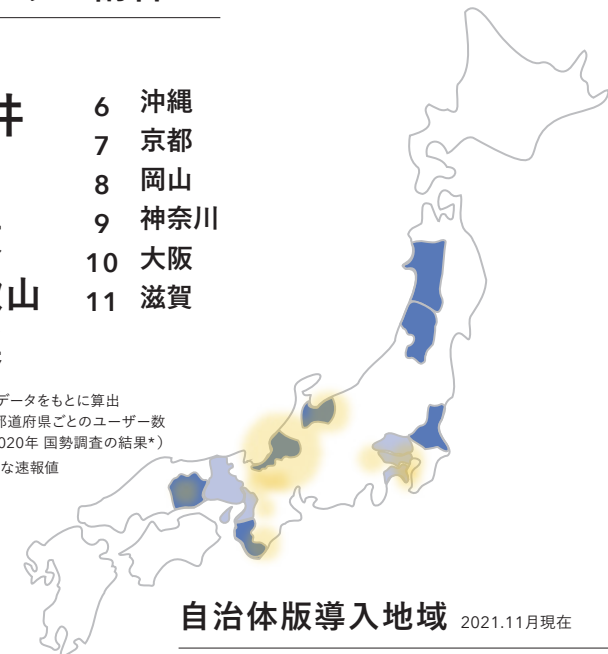 井
6 沖縄
7 京都
8 岡山
9 神奈川
10 大阪
11 滋賀
山
データをもとに算出
都道府県ごとのユーザー数
020年 国勢調査の結果*）
な速報値
自治体版導入地域 2021.11月現在